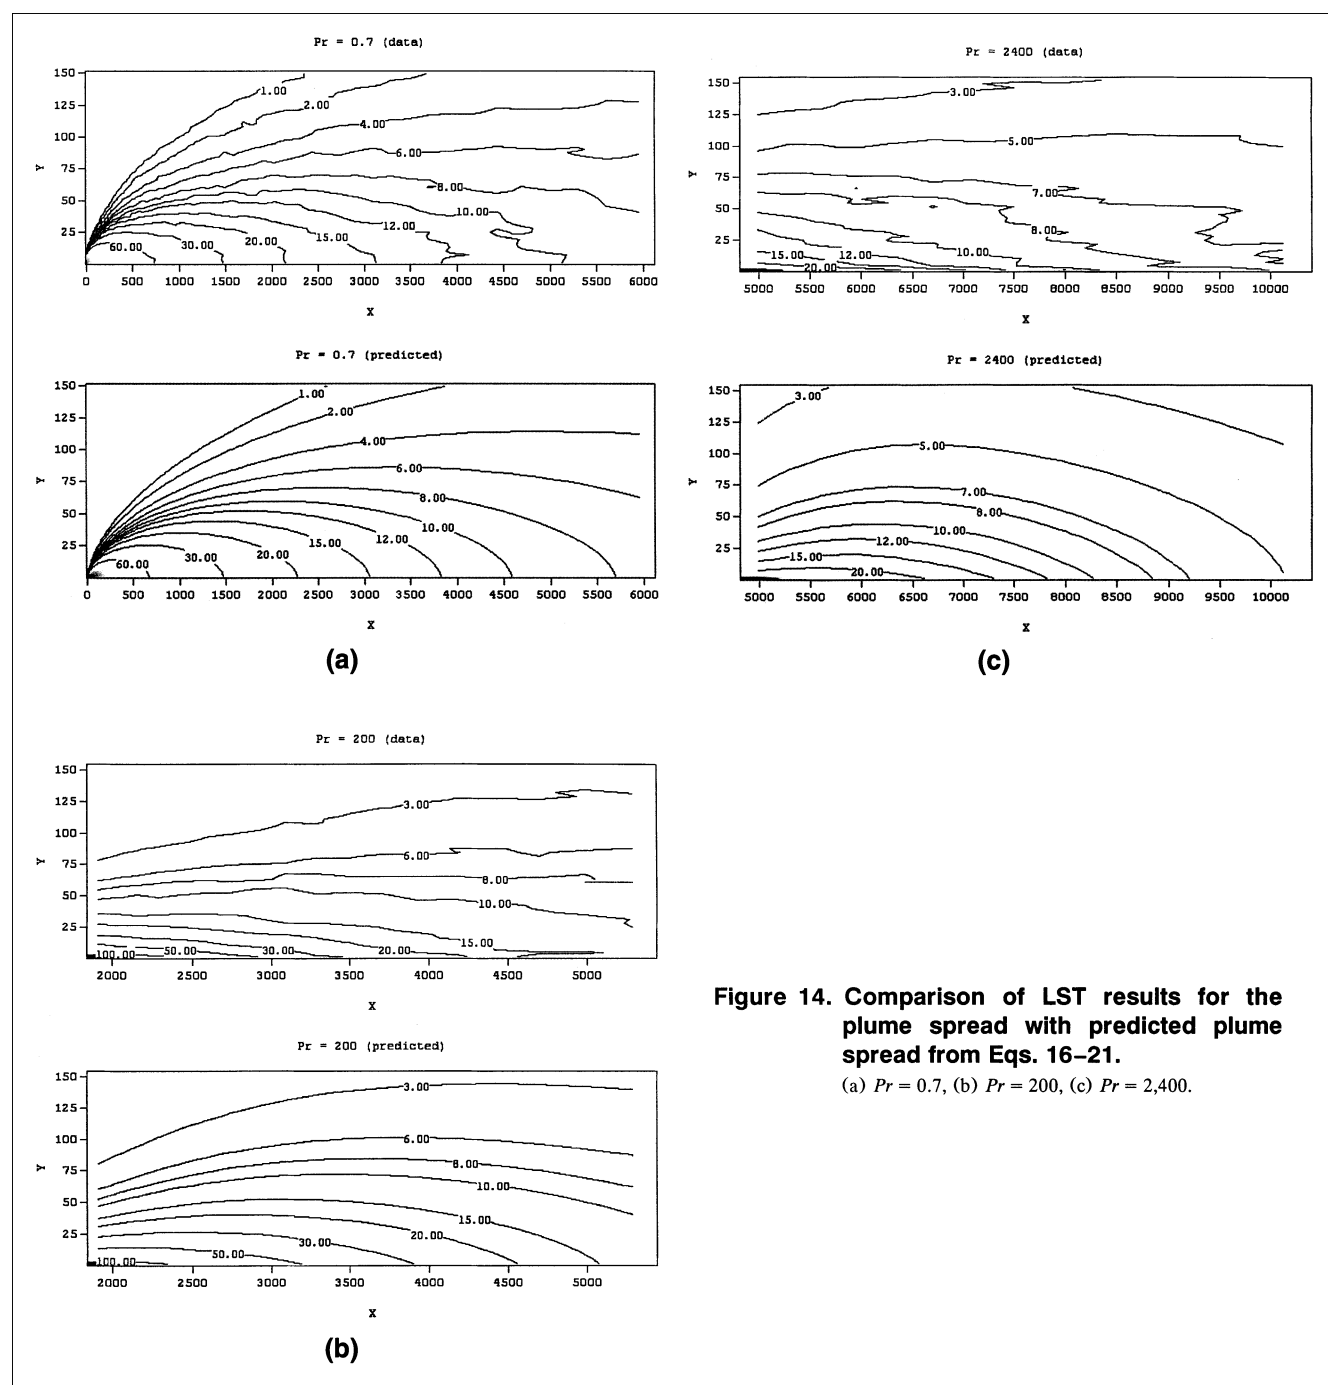 Pr = 0.7 (data)
150
125
100
75
50
25
Y
1.00
2.00
4.00
6.00
8.00
10.00
12.00
15.00
20.00
30.00
60.00
0 500 1000 1500 2000 2500 3000 3500 4000 4500 5000 5500 6000
X
Pr = 0.7 (predicted)
150
125
100
75
50
25
Y
1.00
2.00
4.00
6.00
8.00
10.00
12.00
15.00
20.00
30.00
60.00
0 500 1000 1500 2000 2500 3000 3500 4000 4500 5000 5500 6000
X
(a)
Pr = 2400 (data)
150
125
100
75
50
25
Y
3.00
5.00
7.00
8.00
10.00
12.00
15.00
20.00
5000 5500 6000 6500 7000 7500 8000 8500 9000 9500 10000
X
Pr = 2400 (predicted)
150
125
100
75
50
25
Y
3.00
5.00
7.00
8.00
10.00
12.00
15.00
20.00
5000 5500 6000 6500 7000 7500 8000 8500 9000 9500 10000
X
(c)
Pr = 200 (data)
150
125
100
75
50
25
Y
3.00
6.00
8.00
10.00
15.00
20.00
30.00
50.00
100.00
2000 2500 3000 3500 4000 4500 5000
X
Pr = 200 (predicted)
150
125
100
75
50
25
Y
3.00
6.00
8.00
10.00
15.00
20.00
30.00
50.00
100.00
2000 2500 3000 3500 4000 4500 5000
X
(b)
Figure 14. Comparison of LST results for the
plume spread with predicted plume
spread from Eqs. 16–21.
(a) Pr = 0.7, (b) Pr = 200, (c) Pr = 2,400.